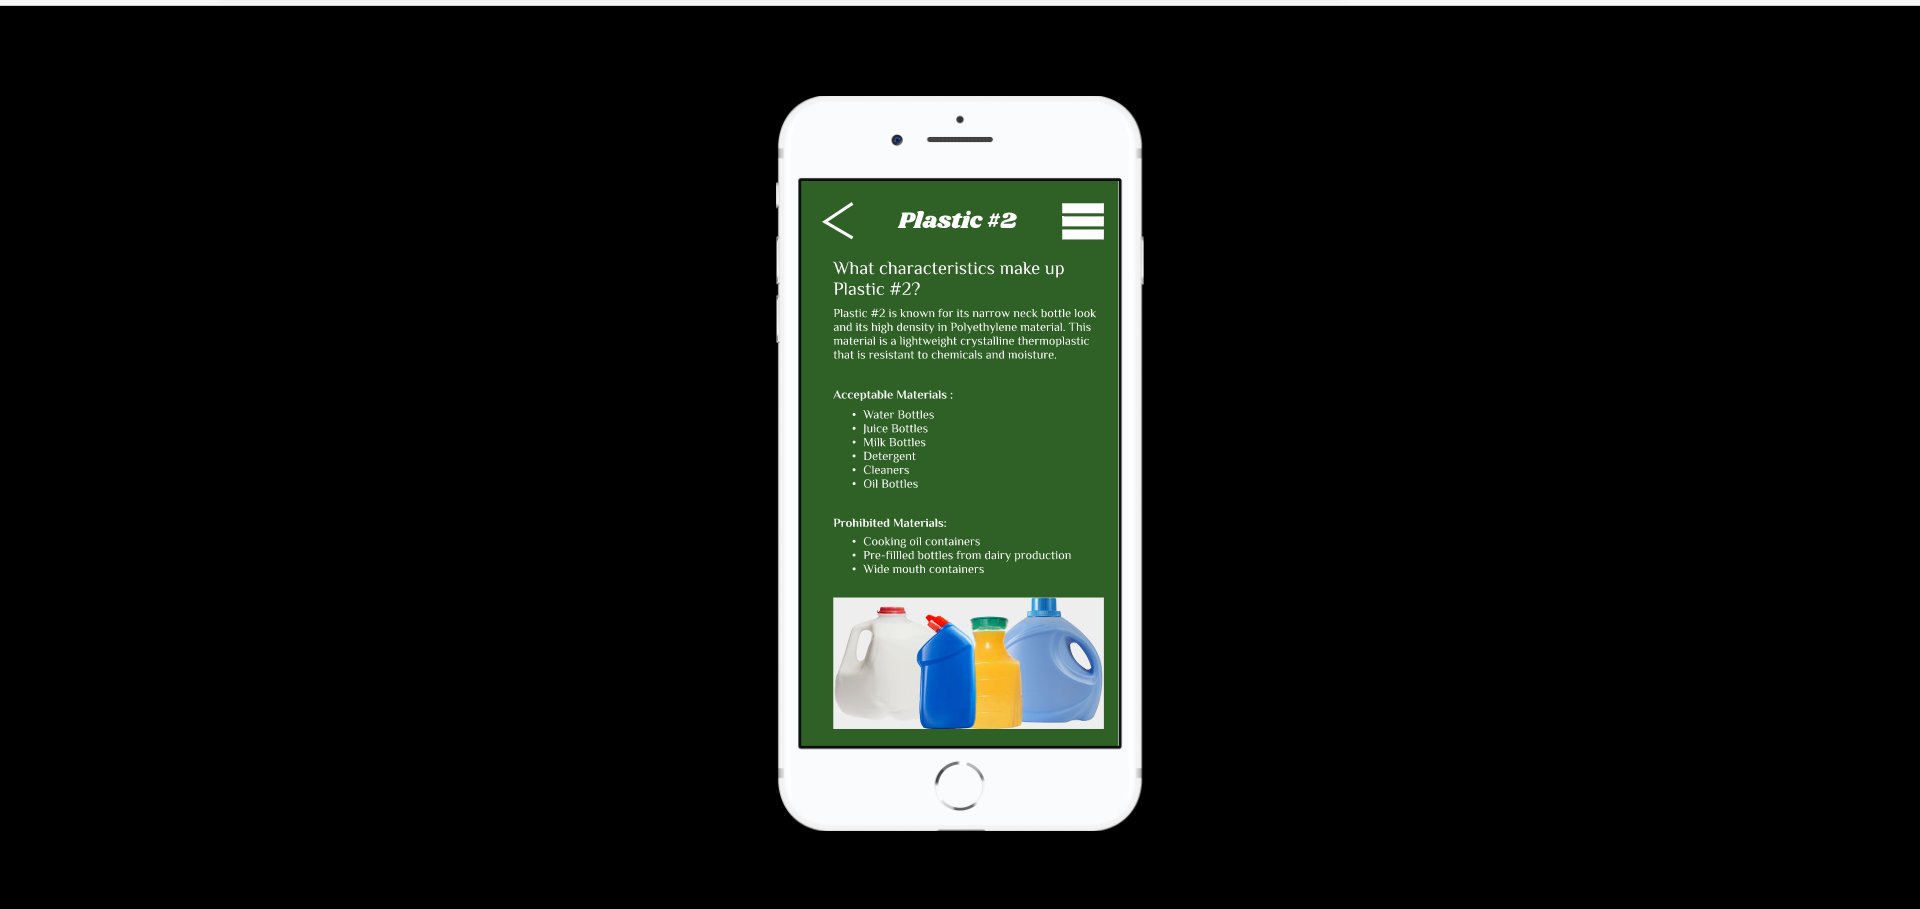 Plastic #2
What characteristics make up
Plastic #2?
Plastic #2 is known for its narrow neck bottle look
and its high density in Polyethylene material. This
material is a lightweight crystalline thermoplastic
that is resistant to chemicals and moisture.
Acceptable Materials :
• Water Bottles
• Juice Bottles
• Milk Bottles
• Detergent
• Cleaners
• Oil Bottles
Prohibited Materials:
• Cooking oil containers
• Pre-fillled bottles from dairy production
• Wide mouth containers